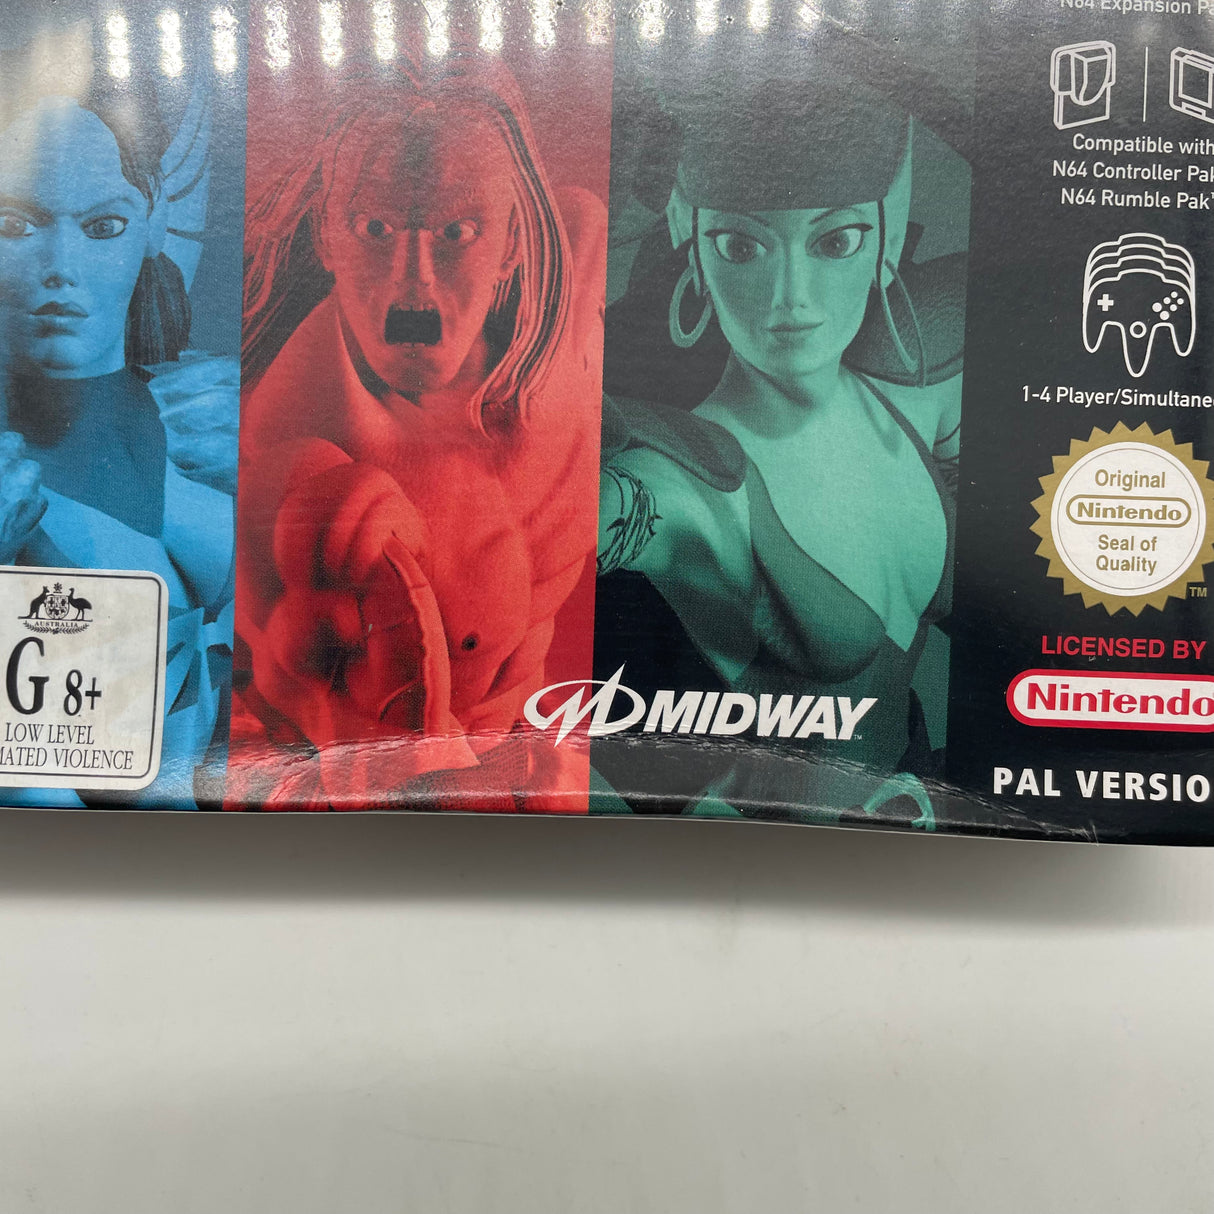 N64 Expansion
Compatible with
N64 Controller Pak
N64 Rumble Pak
1-4 Player/Simultane
Original
Nintendo
Seal of
Quality
TM
LICENSED BY
Nintendo
PAL VERSIO
MIDWAY
AUSTRALIA
G 8+
LOW LEVEL
MATED VIOLENCE